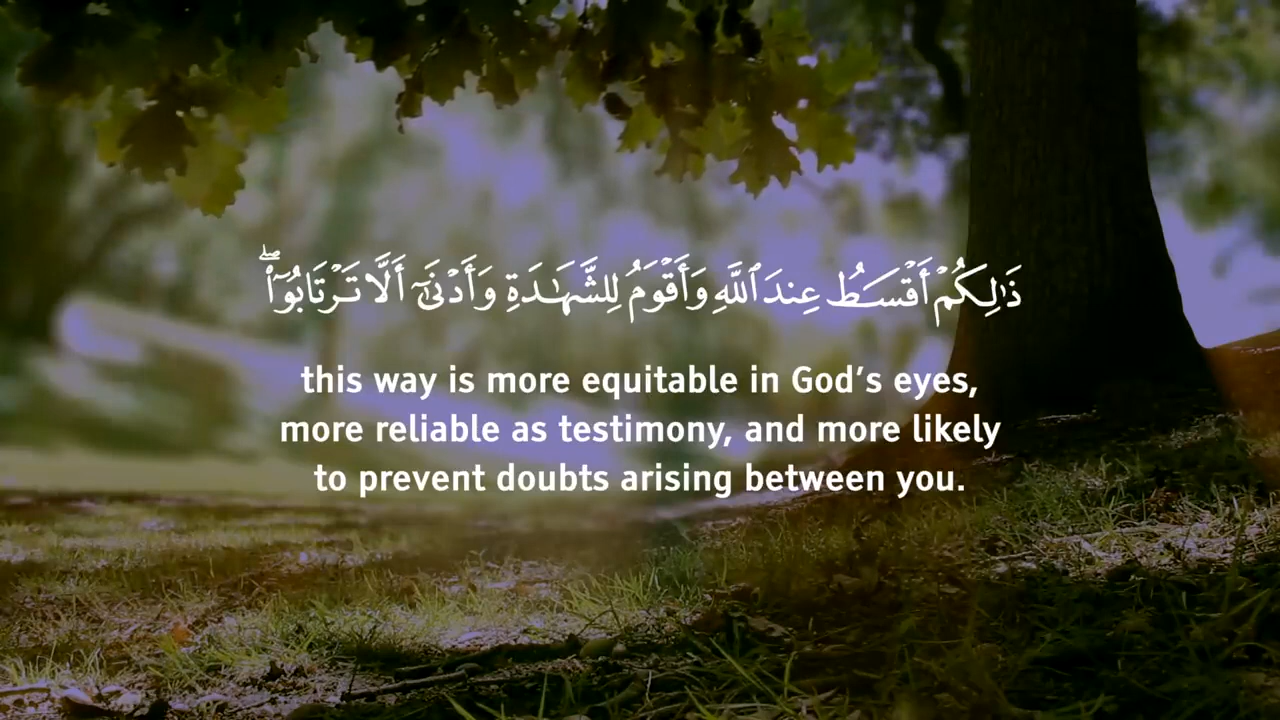 ذَٰلِكُمْ أَقْسَطُ عِندَ ٱللَّهِ وَأَقْوَمُ لِلشَّهَـٰدَةِ وَأَدْنَىٰٓ أَلَّا تَرْتَابُوٓا۟ ۖ
this way is more equitable in God’s eyes,
more reliable as testimony, and more likely
to prevent doubts arising between you.